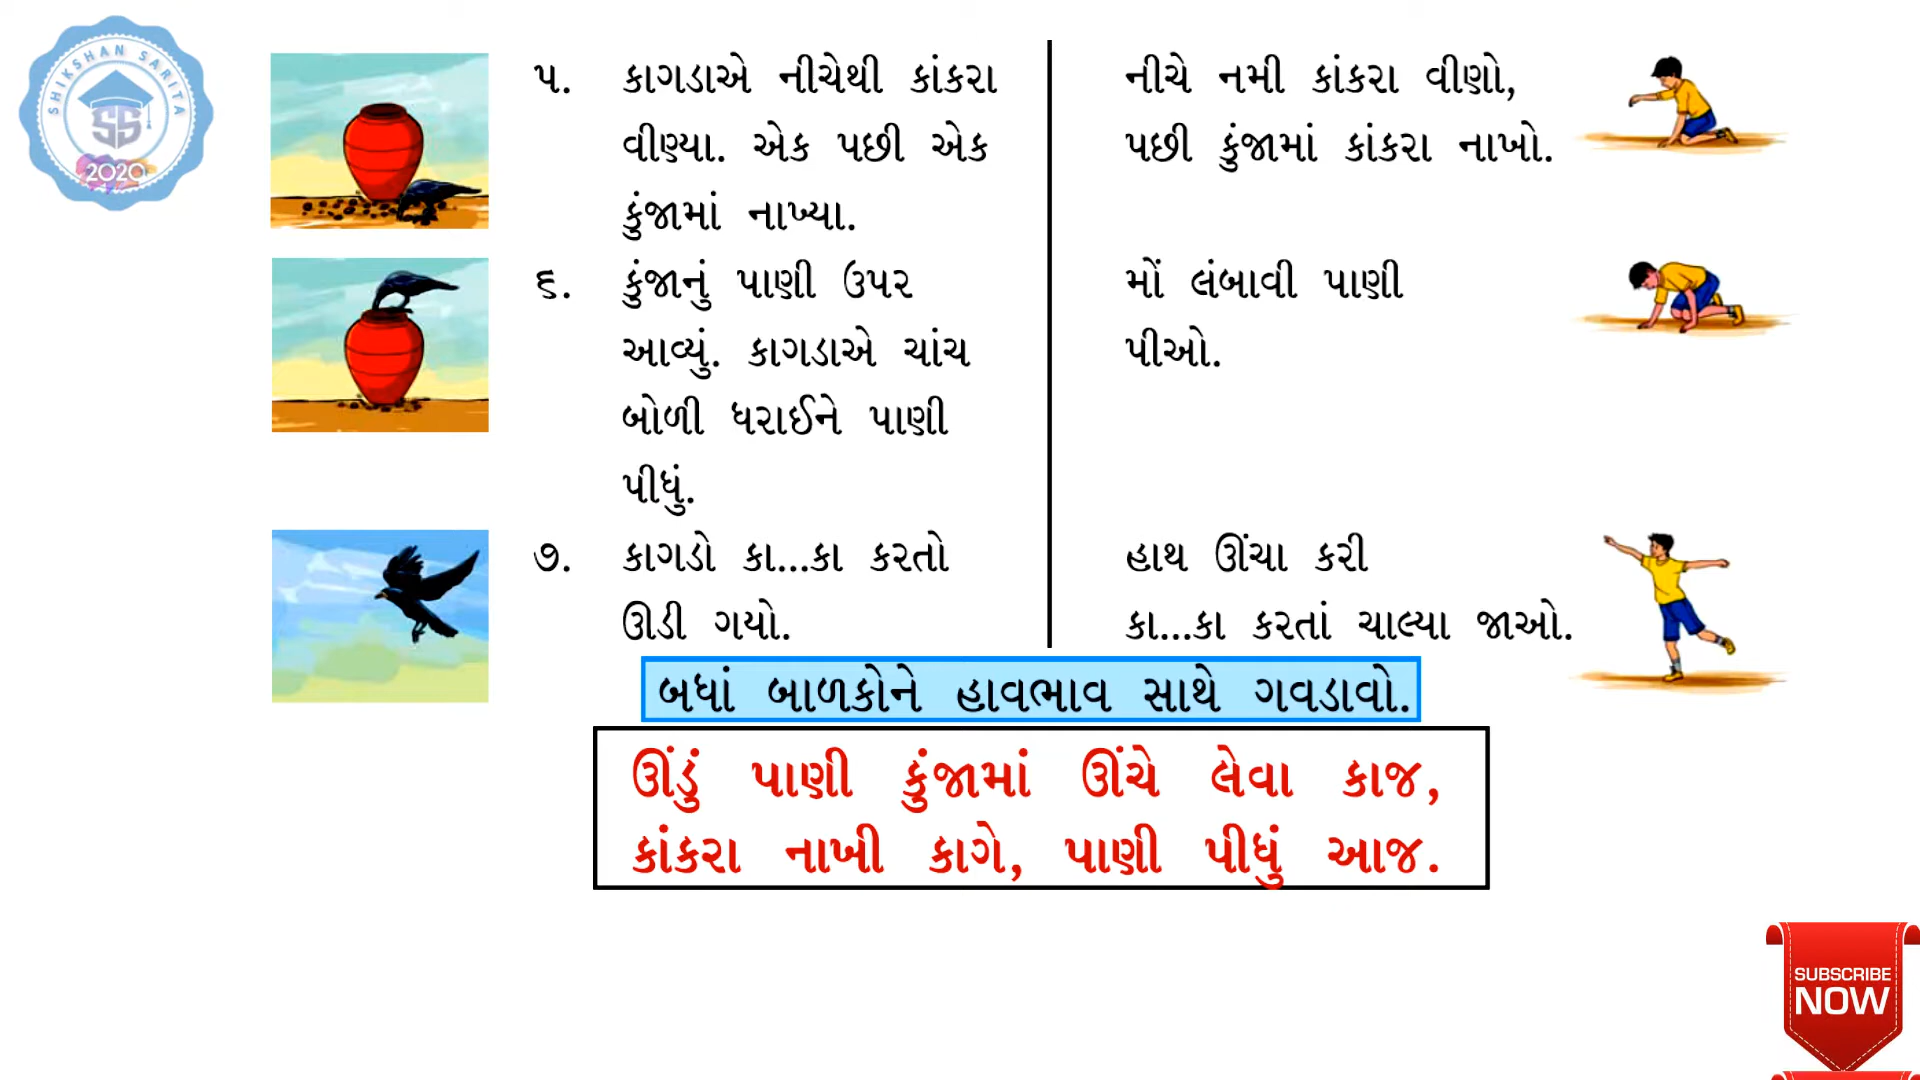 SHIKSHAN SARITA
SS
2020
૫. કાગડાએ નીચેથી કાંકરા
વીણ્યા. એક પછી એક
કુંજામાં નાખ્યા.
નીચે નમી કાંકરા વીણો,
પછી કુંજામાં કાંકરા નાખો.
૬. કુંજાનું પાણી ઉપર
આવ્યું. કાગડાએ ચાંચ
બોળી ધરાઈને પાણી
પીધું.
મોં લંબાવી પાણી
પીઓ.
૭. કાગડો કા...કા કરતો
ઊડી ગયો.
હાથ ઊંચા કરી
કા...કા કરતાં ચાલ્યા જાઓ.
બધાં બાળકોને હાવભાવ સાથે ગવડાવો.
ઊંડું પાણી કુંજામાં ઊંચે લેવા કાજ,
કાંકરા નાખી કાગે, પાણી પીધું આજ.
SUBSCRIBE
NOW